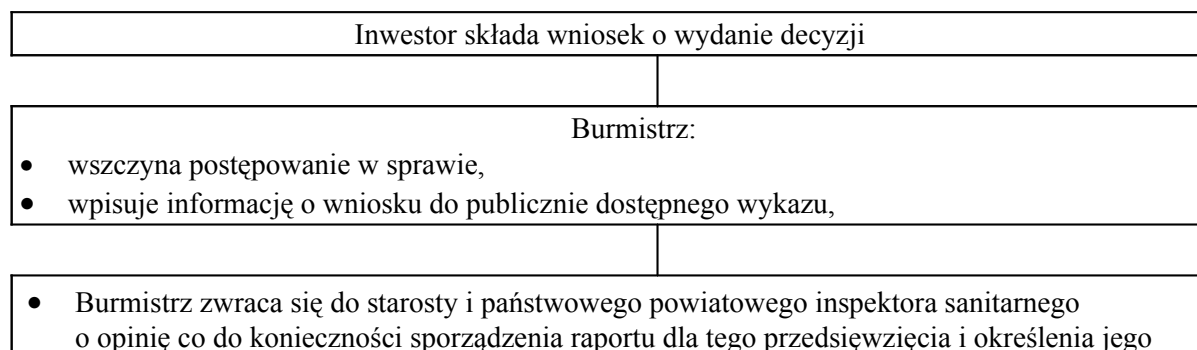 Inwestor składa wniosek o wydanie decyzji
Burmistrz:
• wszczyna postępowanie w sprawie,
• wpisuje informację o wniosku do publicznie dostępnego wykazu,
• Burmistrz zwraca się do starosty i państwowego powiatowego inspektora sanitarnego
o opinię co do konieczności sporządzenia raportu dla tego przedsięwzięcia i określenia jego